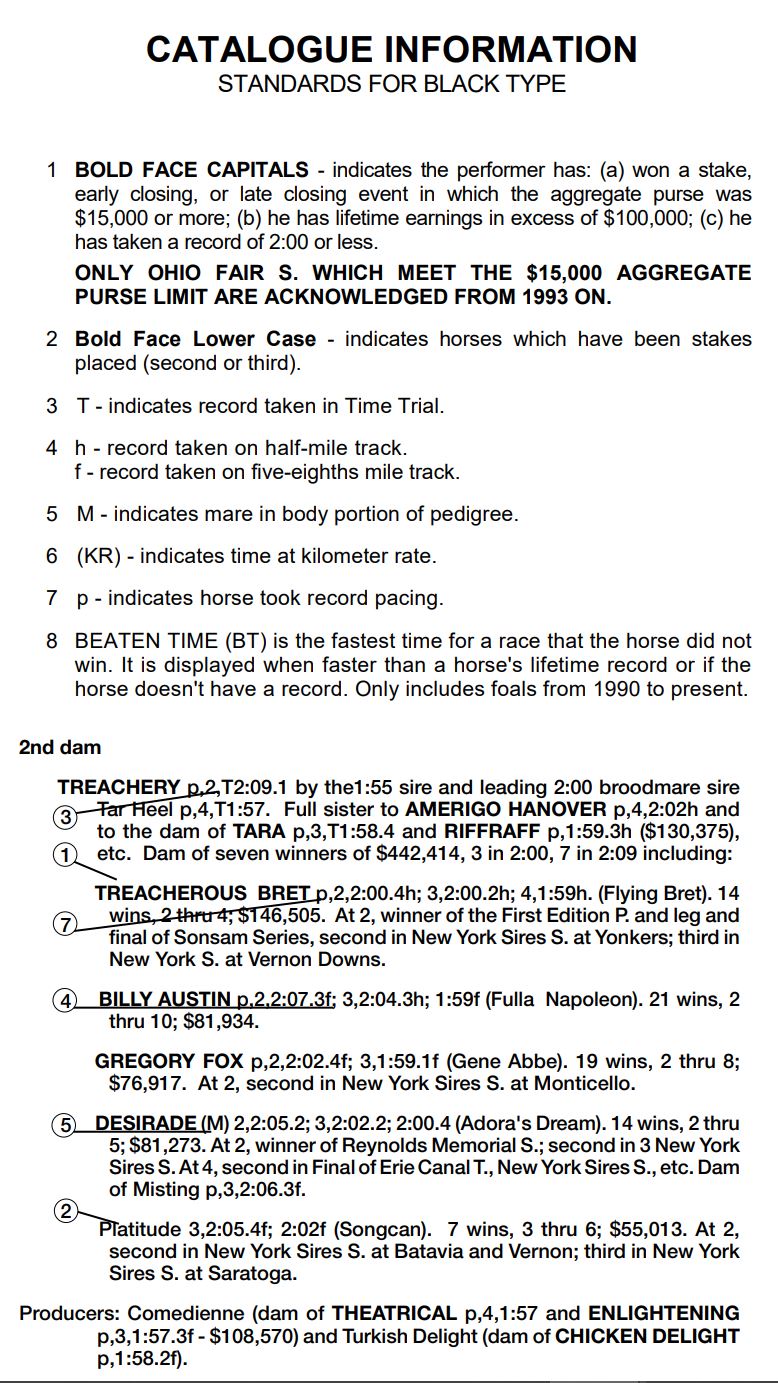 CATALOGUE INFORMATION
STANDARDS FOR BLACK TYPE
1 BOLD FACE CAPITALS - indicates the performer has: (a) won a stake,
early closing, or late closing event in which the aggregate purse was
$15,000 or more; (b) he has lifetime earnings in excess of $100,000; (c) he
has taken a record of 2:00 or less.
ONLY OHIO FAIR S. WHICH MEET THE $15,000 AGGREGATE
PURSE LIMIT ARE ACKNOWLEDGED FROM 1993 ON.
2 Bold Face Lower Case - indicates horses which have been stakes
placed (second or third).
3 T - indicates record taken in Time Trial.
4 h - record taken on half-mile track.
f - record taken on five-eighths mile track.
5 M - indicates mare in body portion of pedigree.
6 (KR) - indicates time at kilometer rate.
7 p - indicates horse took record pacing.
8 BEATEN TIME (BT) is the fastest time for a race that the horse did not
win. It is displayed when faster than a horse's lifetime record or if the
horse doesn't have a record. Only includes foals from 1990 to present.
2nd dam
TREACHERY p,2,T2:09.1 by the1:55 sire and leading 2:00 broodmare sire
3 Tar Heel p,4,T1:57. Full sister to AMERIGO HANOVER p,4,2:02h and
to the dam of TARA p,3,T1:58.4 and RIFFRAFF p,1:59.3h ($130,375),
1 etc. Dam of seven winners of $442,414, 3 in 2:00, 7 in 2:09 including:
TREACHEROUS BRET p,2,2:00.4h; 3,2:00.2h; 4,1:59h. (Flying Bret). 14
7 wins, 2 thru 4; $146,505. At 2, winner of the First Edition P. and leg and
final of Sonsam Series, second in New York Sires S. at Yonkers; third in
New York S. at Vernon Downs.
4 BILLY AUSTIN p,2,2:07.3f; 3,2:04.3h; 1:59f (Fulla Napoleon). 21 wins, 2
thru 10; $81,934.
GREGORY FOX p,2,2:02.4f; 3,1:59.1f (Gene Abbe). 19 wins, 2 thru 8;
$76,917. At 2, second in New York Sires S. at Monticello.
5 DESIRADE (M) 2,2:05.2; 3,2:02.2; 2:00.4 (Adora's Dream). 14 wins, 2 thru
5; $81,273. At 2, winner of Reynolds Memorial S.; second in 3 New York
Sires S. At 4, second in Final of Erie Canal T., New York Sires S., etc. Dam
of Misting p,3,2:06.3f.
2 Platitude 3,2:05.4f; 2:02f (Songcan). 7 wins, 3 thru 6; $55,013. At 2,
second in New York Sires S. at Batavia and Vernon; third in New York
Sires S. at Saratoga.
Producers: Comedienne (dam of THEATRICAL p,4,1:57 and ENLIGHTENING
p,3,1:57.3f - $108,570) and Turkish Delight (dam of CHICKEN DELIGHT
p,1:58.2f).